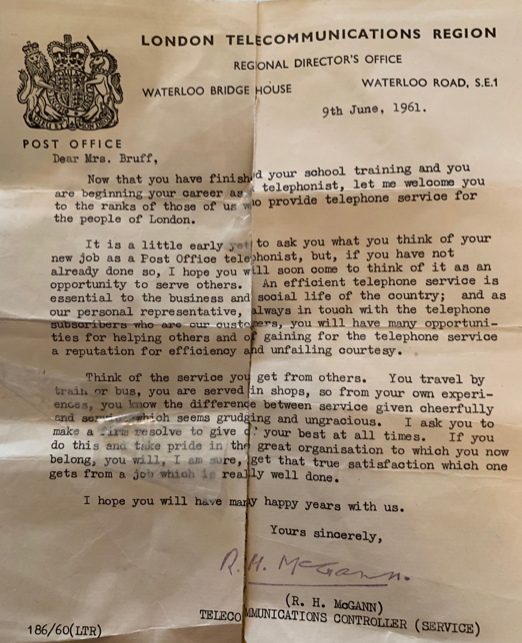 LONDON TELECOMMUNICATIONS REGION
REGIONAL DIRECTOR'S OFFICE
WATERLOO BRIDGE HOUSE WATERLOO ROAD, S.E.1
9th June, 1961.
POST OFFICE
Dear Mrs. Bruff,
Now that you have finished your school training and you
are beginning your career as telephonist, let me welcome you
to the ranks of those of us who provide telephone service for
the people of London.
It is a little early yet to ask you what you think of your
new job as a Post Office telephonist, but, if you have not
already done so, I hope you will soon come to think of it as an
opportunity to serve others. An efficient telephone service is
essential to the business and social life of the country; and as
our personal representative, always in touch with the telephone
subscribers who are our customers, you will have many opportuni-
ties for helping others and of gaining for the telephone service
a reputation for efficiency and unfailing courtesy.
Think of the service you get from others. You travel by
train or bus, you are served in shops, so from your own experi-
ences, you know the difference between service given cheerfully
and service which seems grudging and ungracious. I ask you to
make a firm resolve to give of your best at all times. If you
do this and take pride in the great organisation to which you now
belong, you will, I am sure, get that true satisfaction which one
gets from a job which is really well done.
I hope you will have many happy years with us.
Yours sincerely,
R. H. McGann.
(R. H. McGANN)
TELECOMMUNICATIONS CONTROLLER (SERVICE)
186/60(LTR)